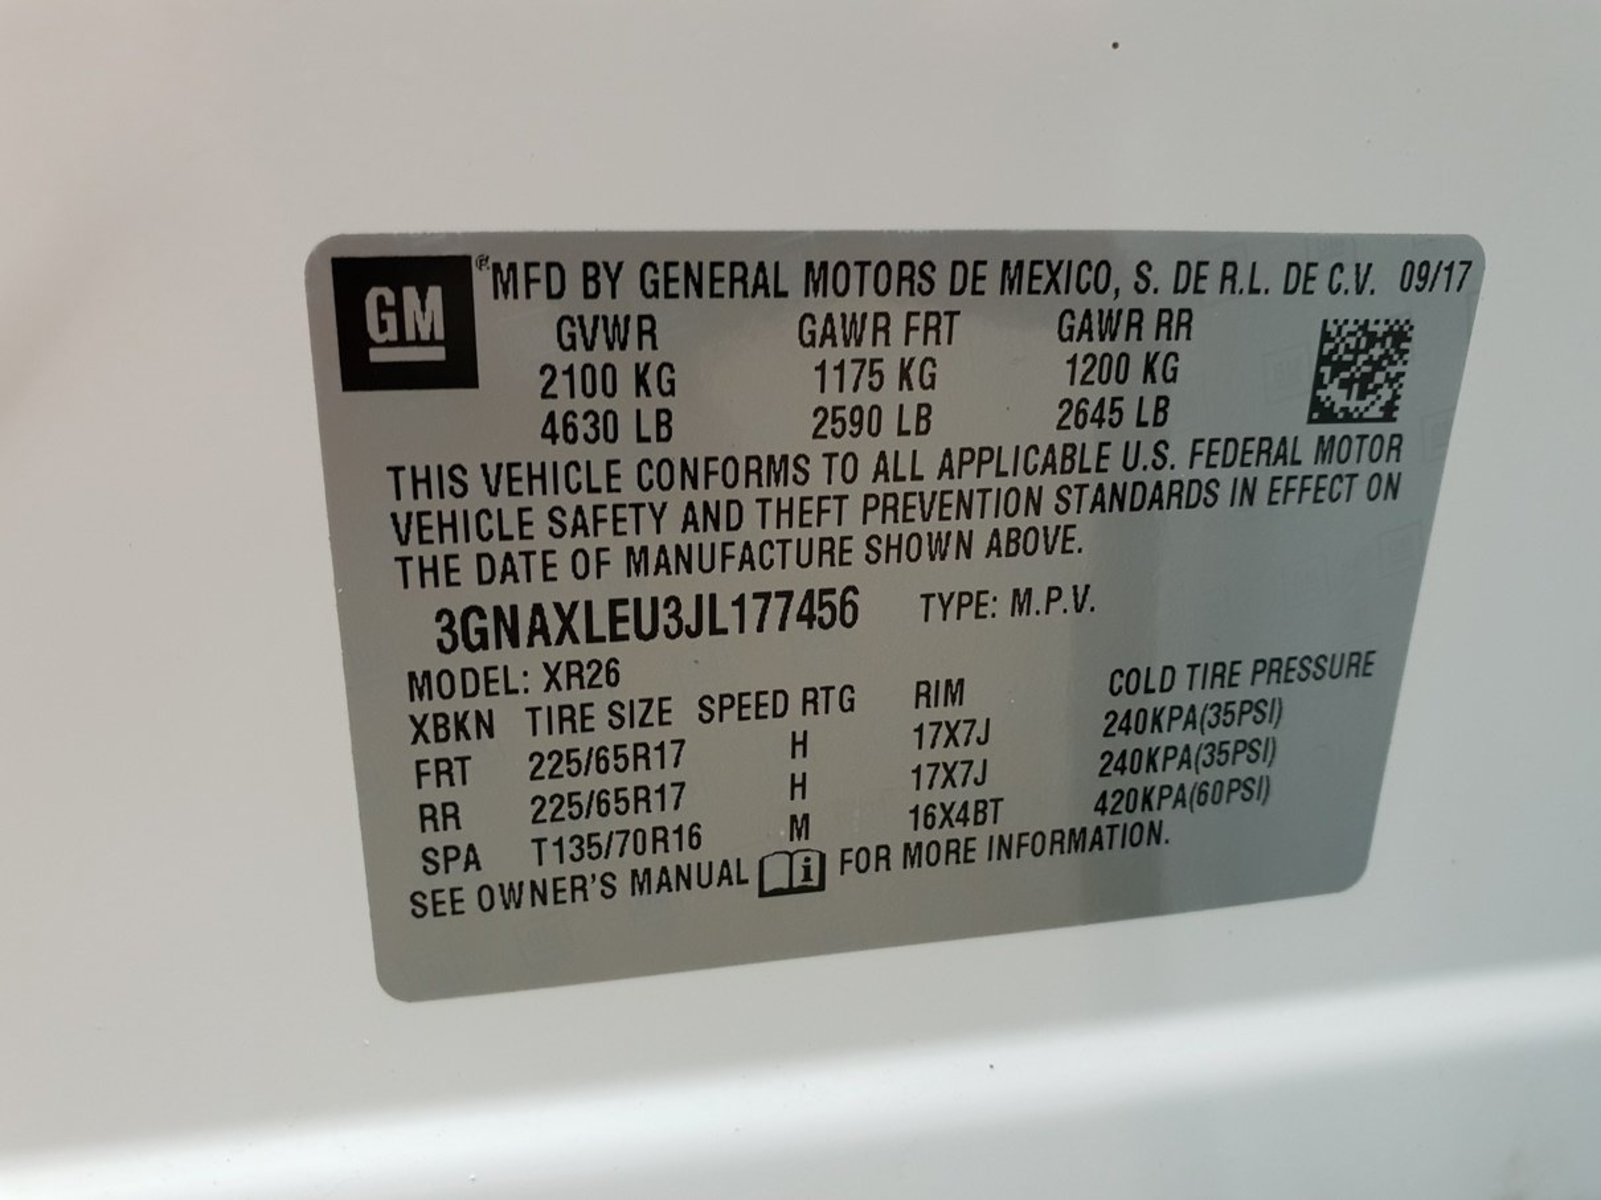 GM ® MFD BY GENERAL MOTORS DE MEXICO, S. DE R.L. DE C.V. 09/17
GVWR GAWR FRT GAWR RR
2100 KG 1175 KG 1200 KG
4630 LB 2590 LB 2645 LB
THIS VEHICLE CONFORMS TO ALL APPLICABLE U.S. FEDERAL MOTOR
VEHICLE SAFETY AND THEFT PREVENTION STANDARDS IN EFFECT ON
THE DATE OF MANUFACTURE SHOWN ABOVE.
3GNAXLEU3JL177456 TYPE: M.P.V.
MODEL: XR26
XBKN TIRE SIZE SPEED RTG RIM COLD TIRE PRESSURE
FRT 225/65R17 H 17X7J 240KPA(35PSI)
RR 225/65R17 H 17X7J 240KPA(35PSI)
SPA T135/70R16 M 16X4BT 420KPA(60PSI)
SEE OWNER'S MANUAL i FOR MORE INFORMATION.